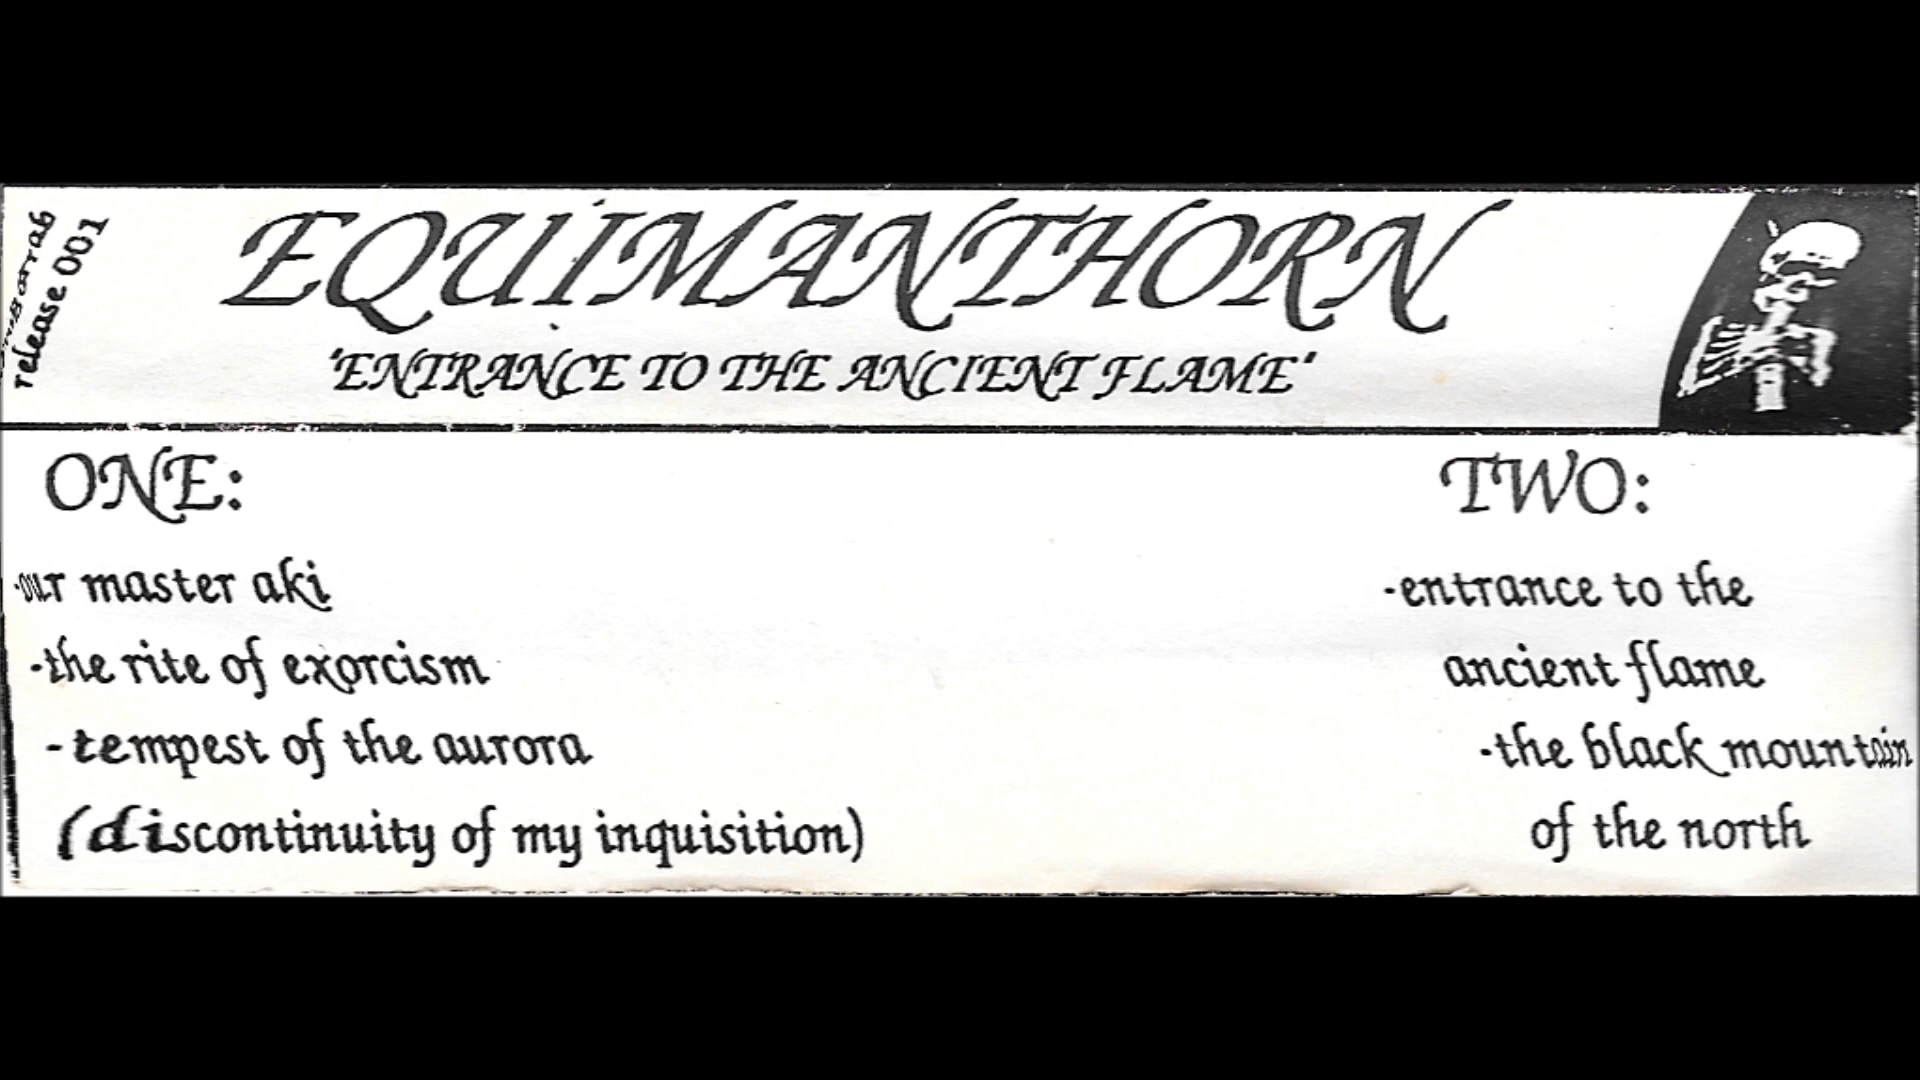 release 001
EQUIMANTHORN
"ENTRANCE TO THE ANCIENT FLAME"
ONE:
-our master aki
-the rite of exorcism
-tempest of the aurora
(discontinuity of my inquisition)
TWO:
-entrance to the
ancient flame
-the black mountain
of the north